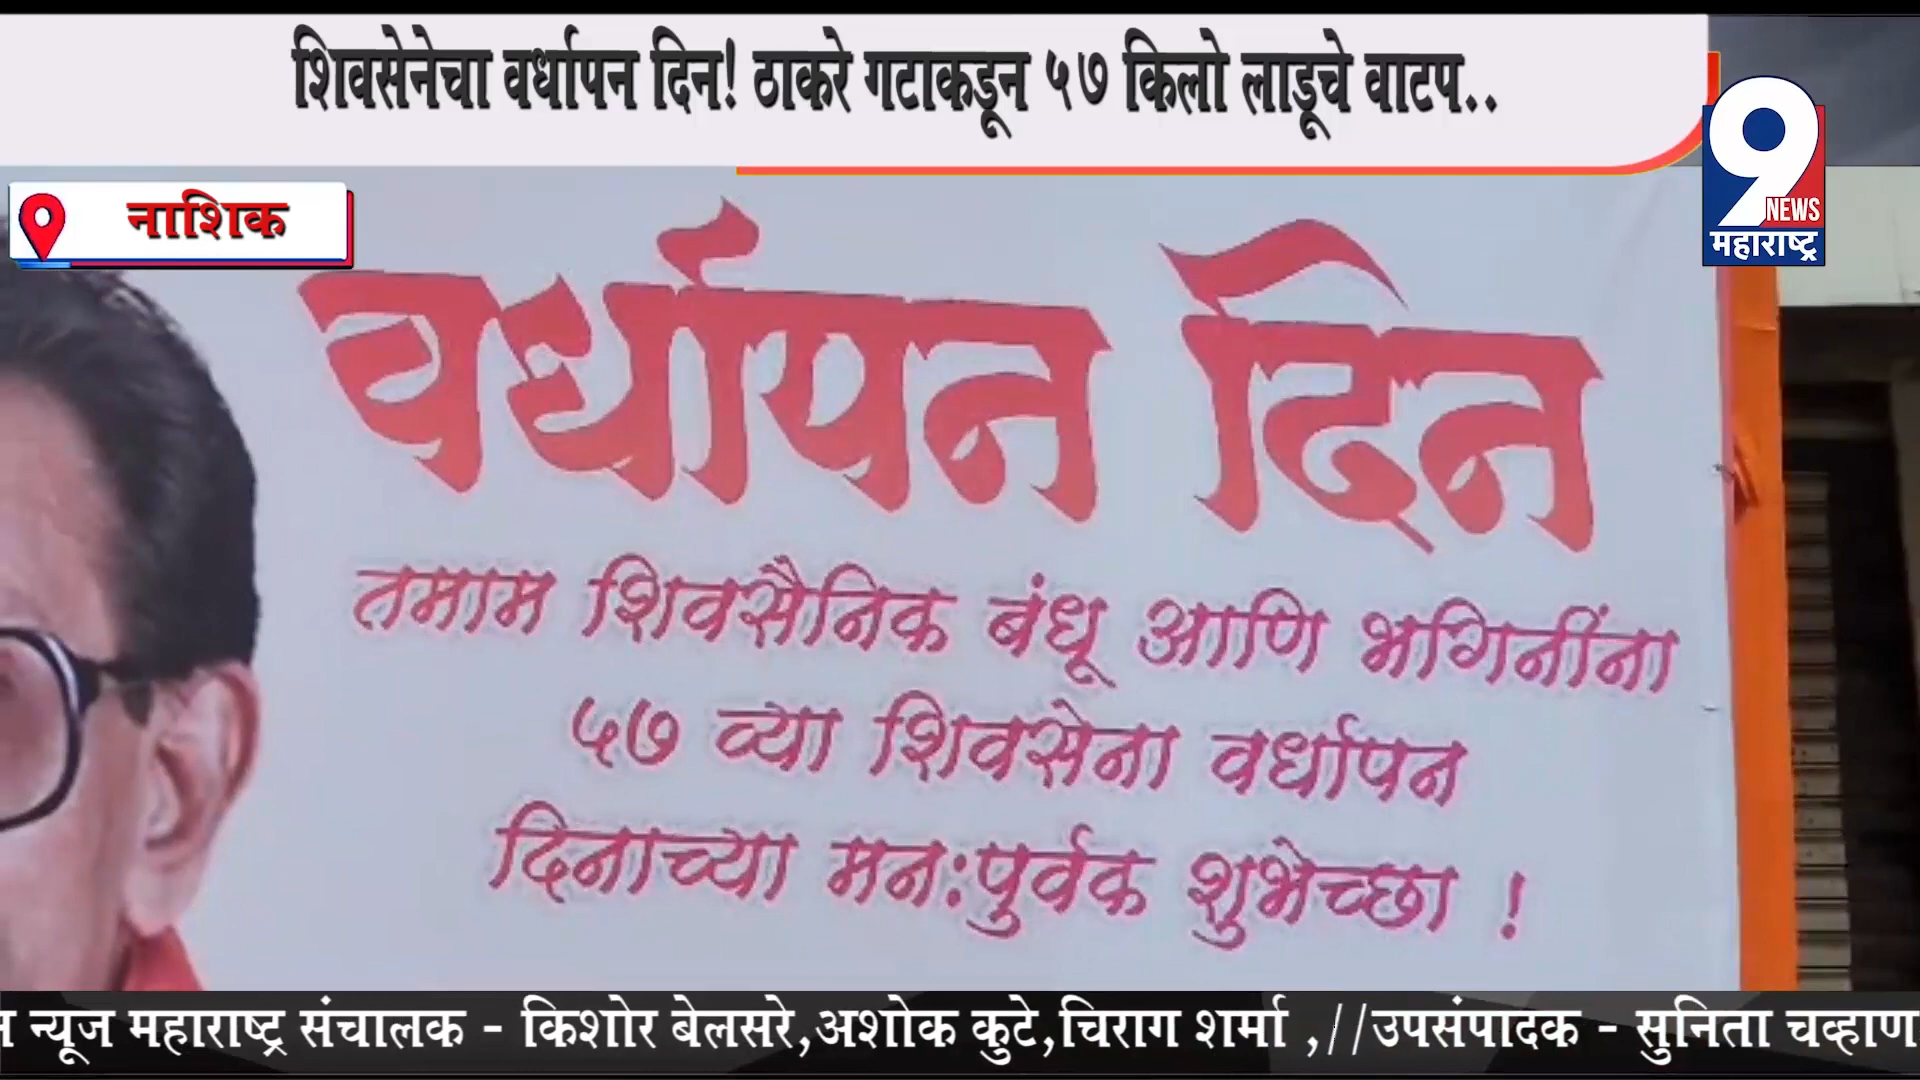 शिवसेनेचा वर्धापन दिन! ठाकरे गटाकडून ५७ किलो लाडूचे वाटप..
9
NEWS
महाराष्ट्र
नाशिक
वर्धापन दिन
तमाम शिवसैनिक बंधू आणि भगिनींना
५७ व्या शिवसेना वर्धापन
दिनाच्या मन:पुर्वक शुभेच्छा !
न्यूज महाराष्ट्र संचालक - किशोर बेलसरे,अशोक कुटे,चिराग शर्मा ,//उपसंपादक - सुनिता चव्हाण